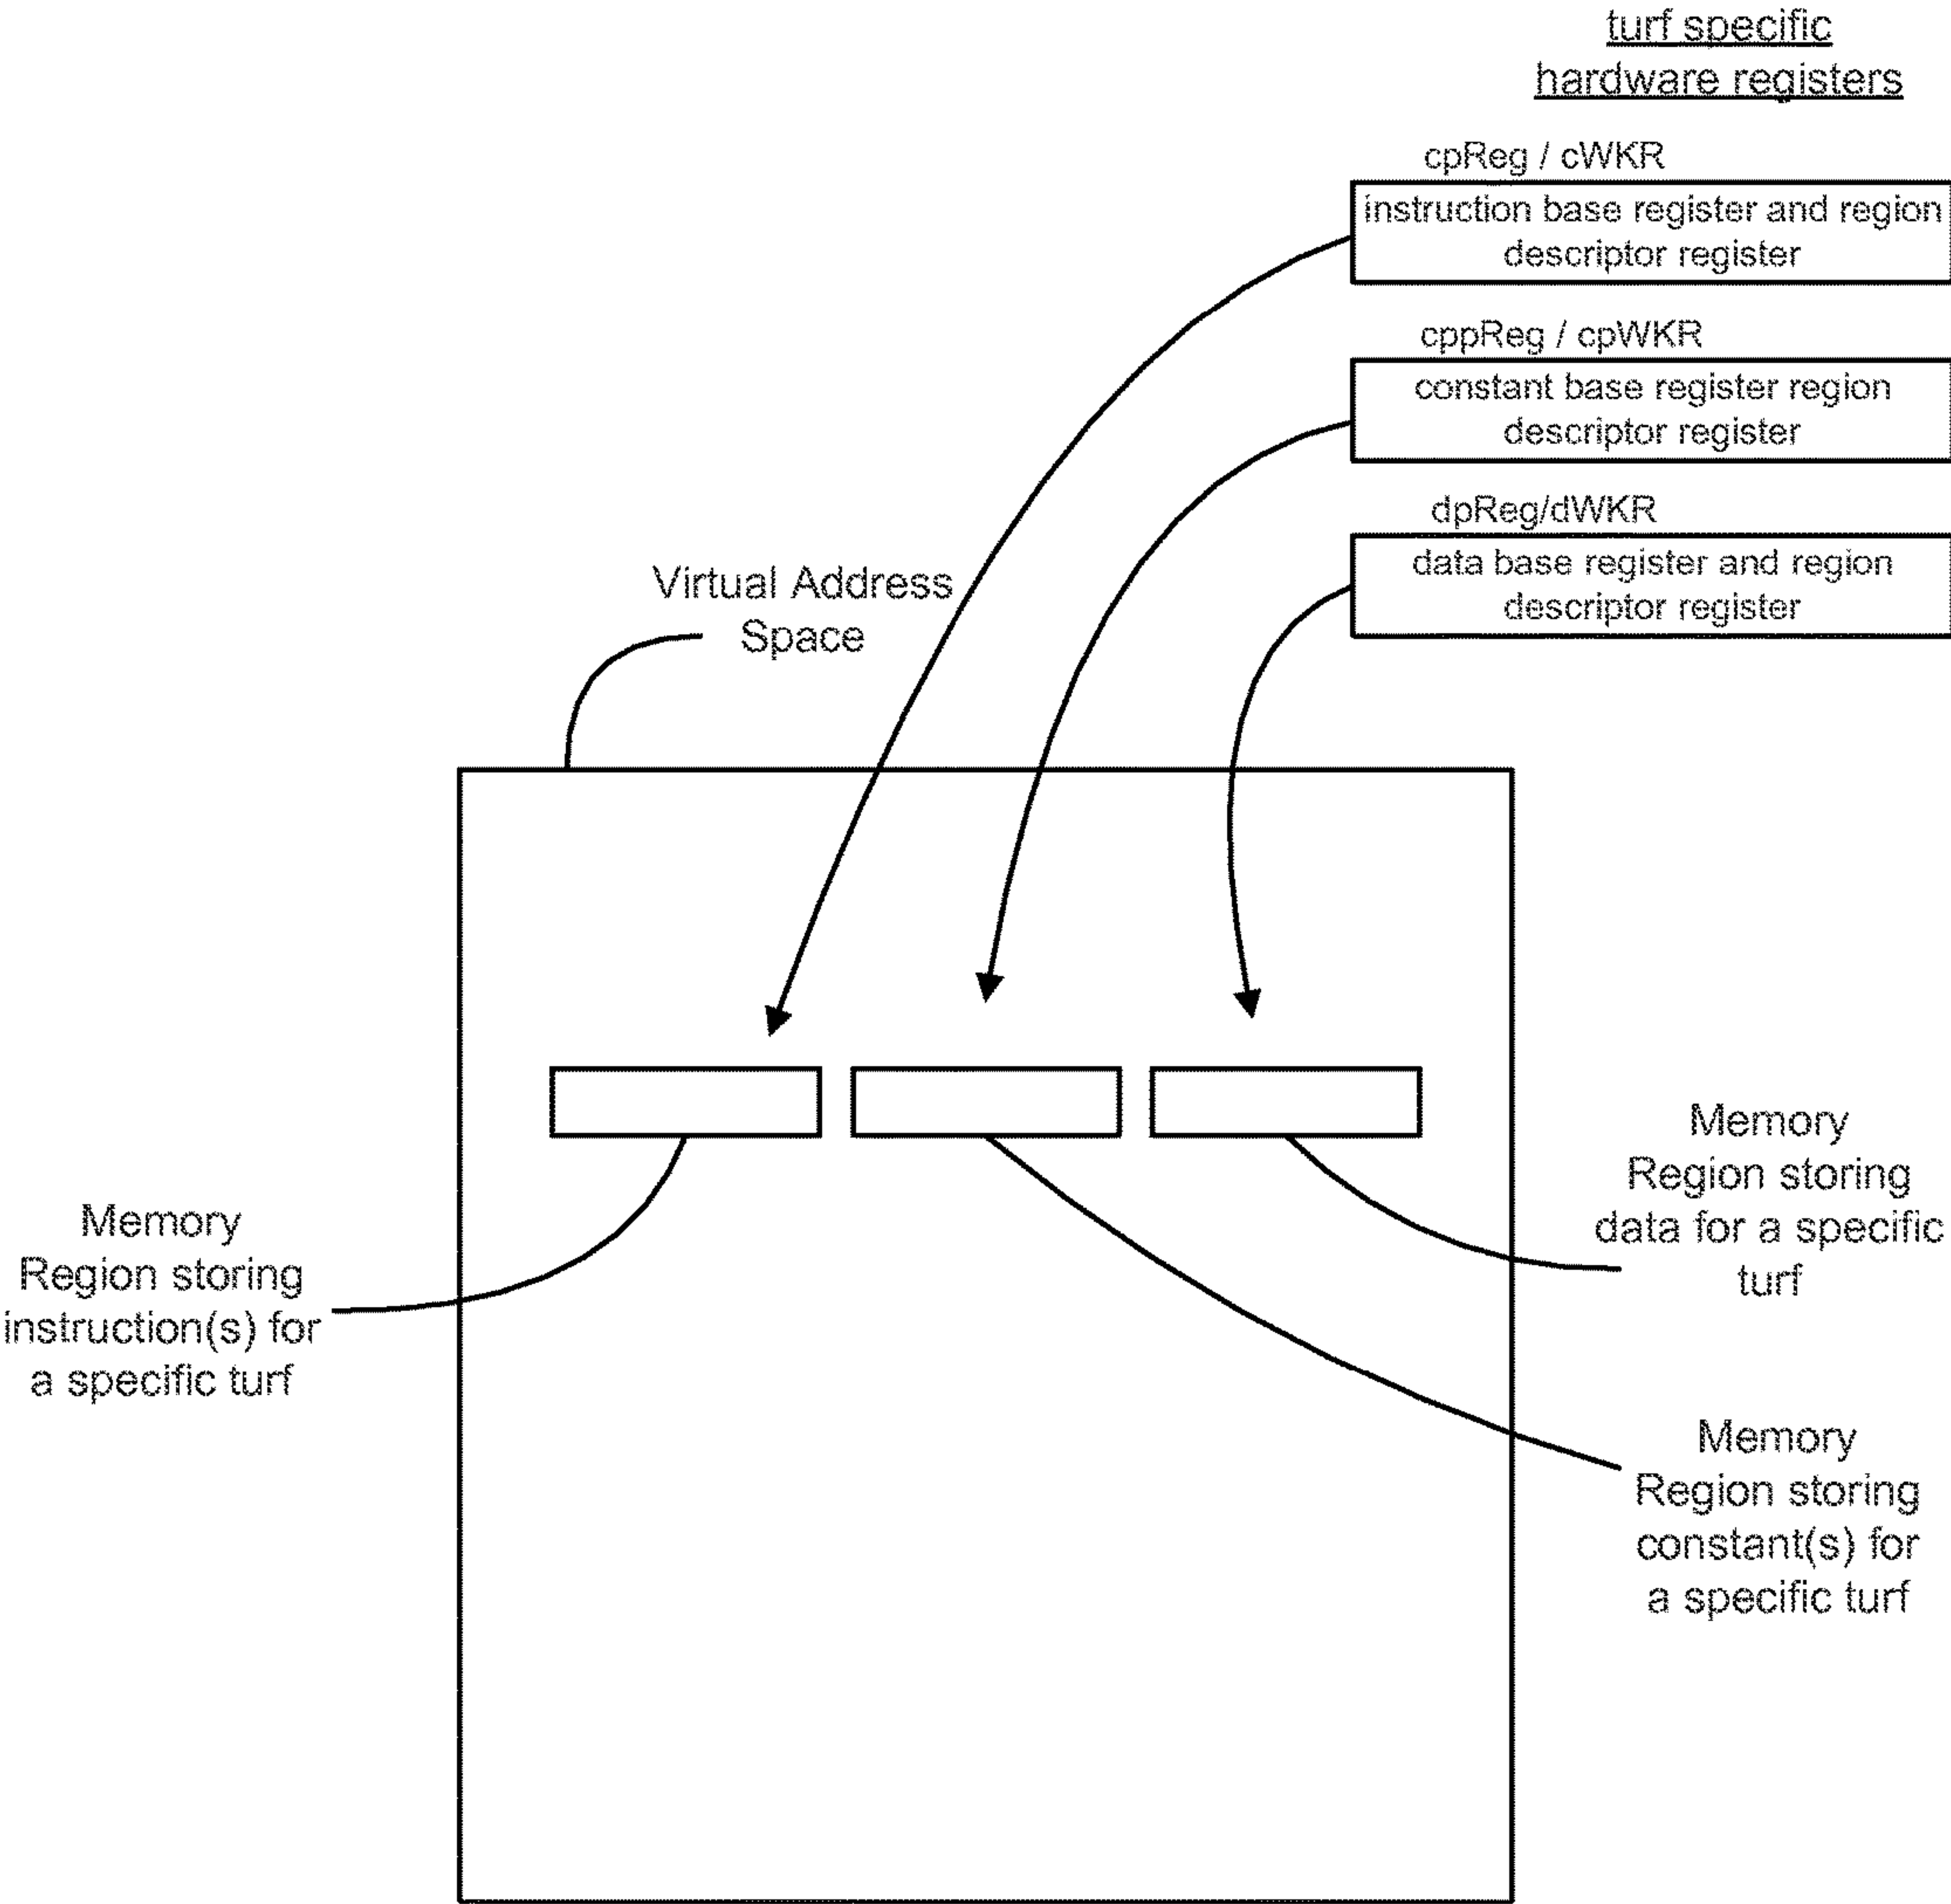 turf specific
hardware registers
cpReg / cWKR
instruction base register and region
descriptor register
cppReg / cpWKR
constant base register region
descriptor register
dpReg/dWKR
data base register and region
descriptor register
Virtual Address
Space
Memory
Region storing
instruction(s) for
a specific turf
Memory
Region storing
data for a specific
turf
Memory
Region storing
constant(s) for
a specific turf